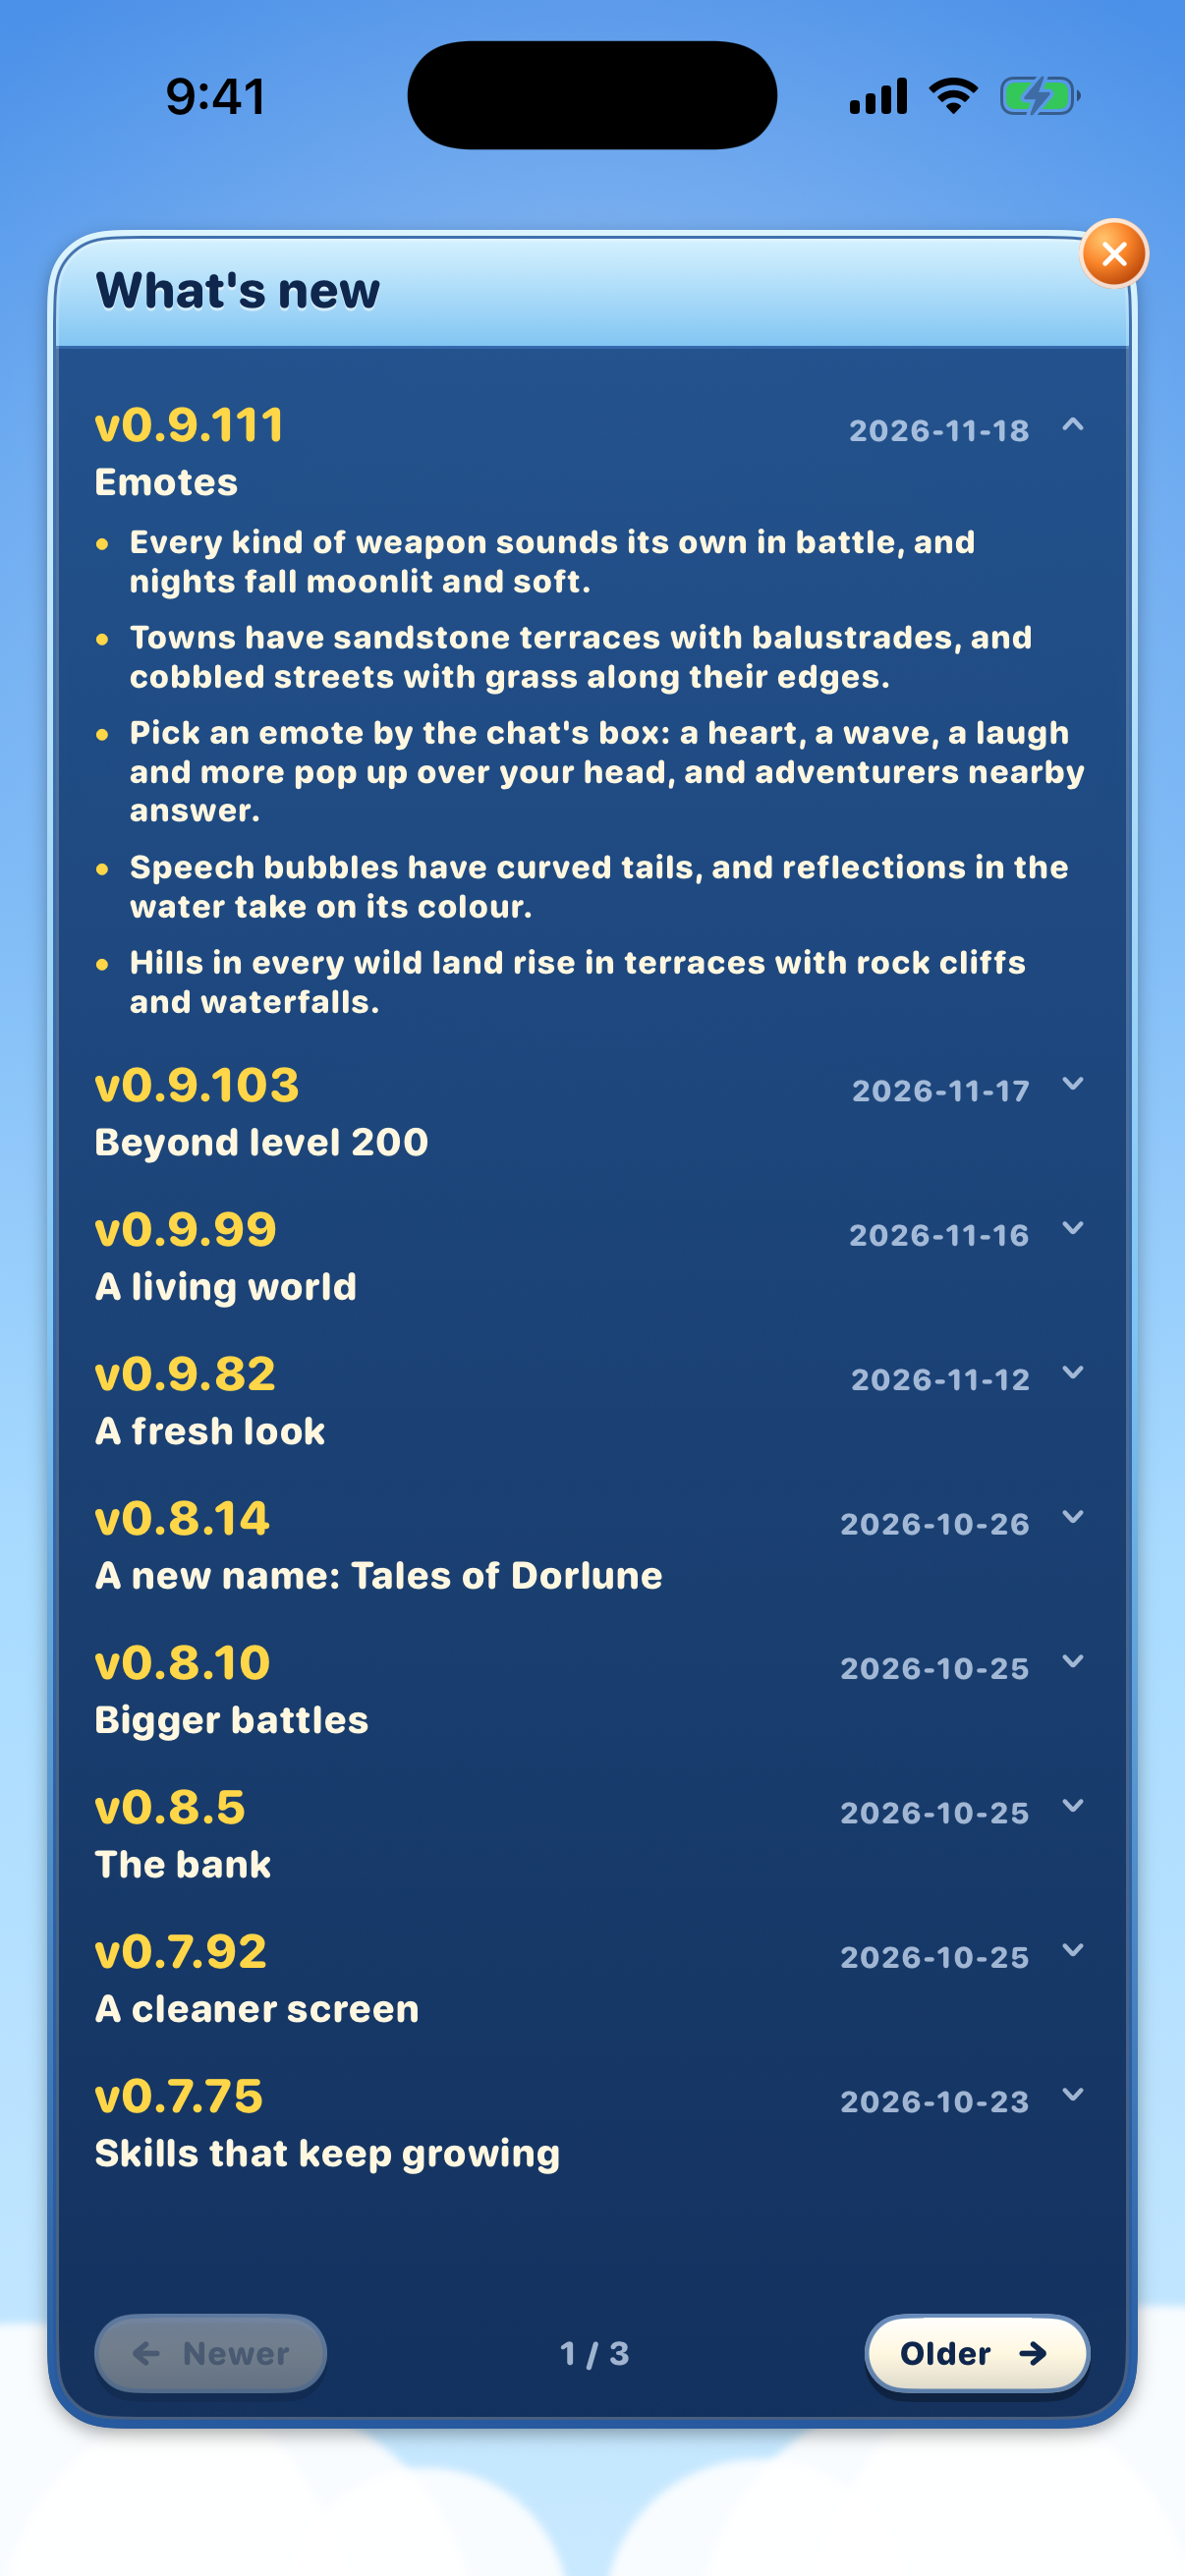 9:41
What's new
v0.9.111
2026-11-18
Emotes
Every kind of weapon sounds its own in battle, and
nights fall moonlit and soft.
Towns have sandstone terraces with balustrades, and
cobbled streets with grass along their edges.
Pick an emote by the chat's box: a heart, a wave, a laugh
and more pop up over your head, and adventurers nearby
answer.
Speech bubbles have curved tails, and reflections in the
water take on its colour.
Hills in every wild land rise in terraces with rock cliffs
and waterfalls.
v0.9.103
2026-11-17
Beyond level 200
v0.9.99
2026-11-16
A living world
v0.9.82
2026-11-12
A fresh look
v0.8.14
2026-10-26
A new name: Tales of Dorlune
v0.8.10
2026-10-25
Bigger battles
v0.8.5
2026-10-25
The bank
v0.7.92
2026-10-25
A cleaner screen
v0.7.75
2026-10-23
Skills that keep growing
← Newer
1 / 3
Older →